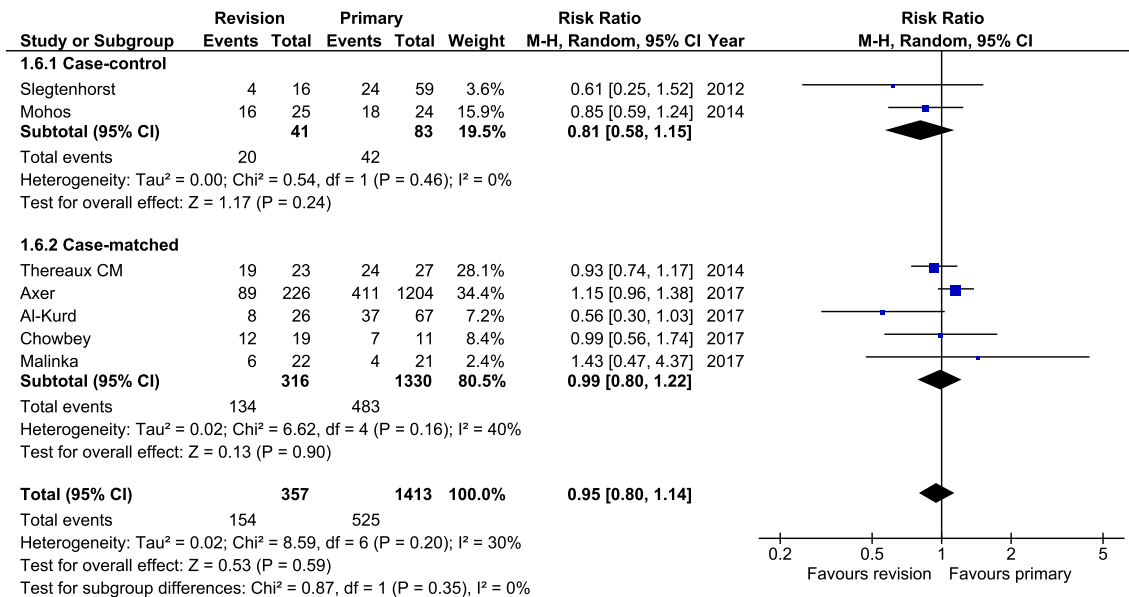 Revision Primary Risk Ratio Risk Ratio
Study or Subgroup Events Total Events Total Weight M-H, Random, 95% CI Year M-H, Random, 95% CI
1.6.1 Case-control
Slegtenhorst 4 16 24 59 3.6% 0.61 [0.25, 1.52] 2012
Mohos 16 25 18 24 15.9% 0.85 [0.59, 1.24] 2014
Subtotal (95% CI) 41 83 19.5% 0.81 [0.58, 1.15]
Total events 20 42
Heterogeneity: Tau² = 0.00; Chi² = 0.54, df = 1 (P = 0.46); I² = 0%
Test for overall effect: Z = 1.17 (P = 0.24)
1.6.2 Case-matched
Thereaux CM 19 23 24 27 28.1% 0.93 [0.74, 1.17] 2014
Axer 89 226 411 1204 34.4% 1.15 [0.96, 1.38] 2017
Al-Kurd 8 26 37 67 7.2% 0.56 [0.30, 1.03] 2017
Chowbey 12 19 7 11 8.4% 0.99 [0.56, 1.74] 2017
Malinka 6 22 4 21 2.4% 1.43 [0.47, 4.37] 2017
Subtotal (95% CI) 316 1330 80.5% 0.99 [0.80, 1.22]
Total events 134 483
Heterogeneity: Tau² = 0.02; Chi² = 6.62, df = 4 (P = 0.16); I² = 40%
Test for overall effect: Z = 0.13 (P = 0.90)
Total (95% CI) 357 1413 100.0% 0.95 [0.80, 1.14]
Total events 154 525
Heterogeneity: Tau² = 0.02; Chi² = 8.59, df = 6 (P = 0.20); I² = 30%
Test for overall effect: Z = 0.53 (P = 0.59)
Test for subgroup differences: Chi² = 0.87, df = 1 (P = 0.35), I² = 0%
0.2 0.5 1 2 5
Favours revision Favours primary